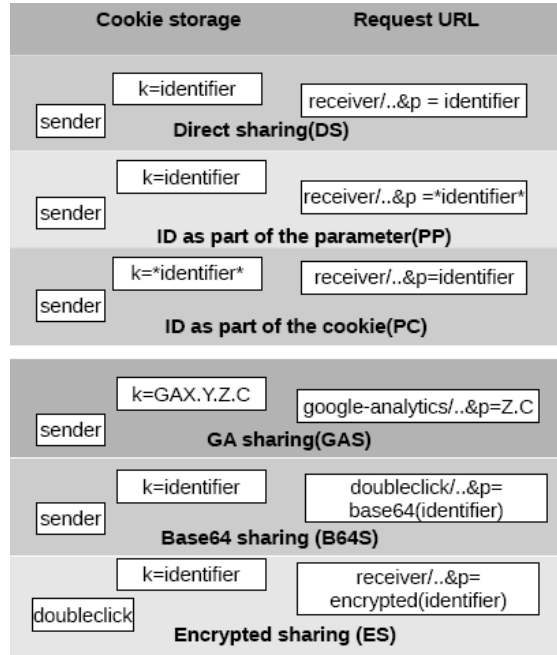 Cookie storage Request URL
k=identifier
receiver/..&p = identifier
sender
Direct sharing(DS)
k=identifier
receiver/..&p =*identifier*
sender
ID as part of the parameter(PP)
k=*identifier*
receiver/..&p=identifier
sender
ID as part of the cookie(PC)
k=GAX.Y.Z.C
google-analytics/..&p=Z.C
sender
GA sharing(GAS)
k=identifier
doubleclick/..&p=
base64(identifier)
sender
Base64 sharing (B64S)
k=identifier
receiver/..&p=
encrypted(identifier)
doubleclick
Encrypted sharing (ES)